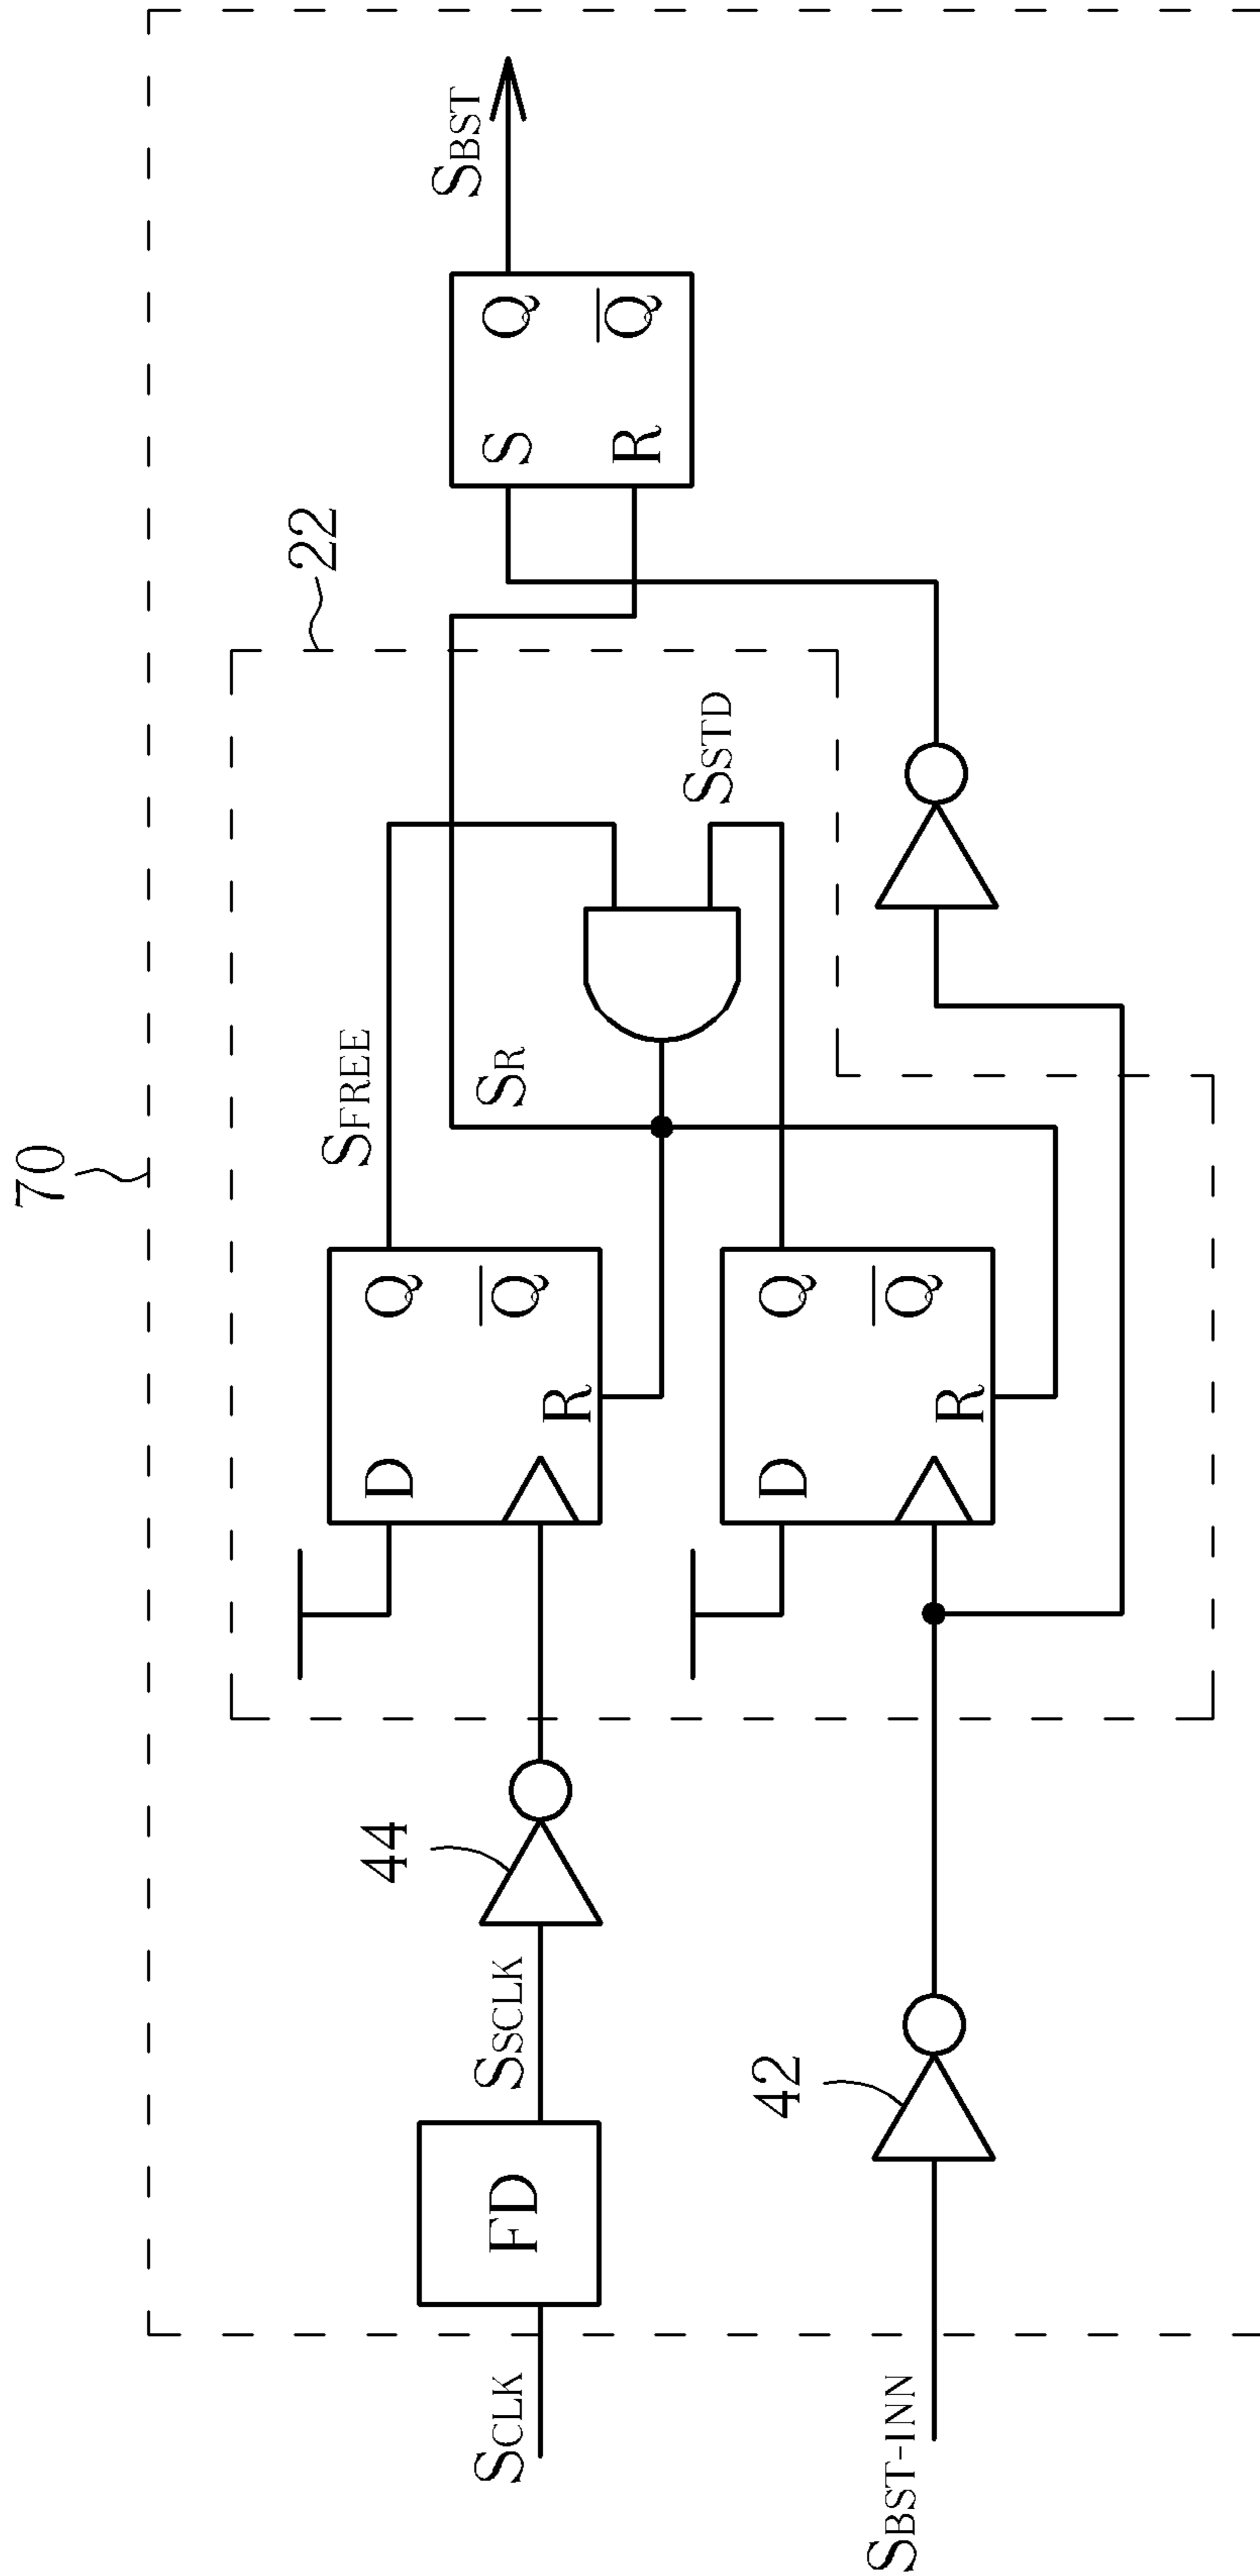 70
22
SCLK
FD
SSCLK
44
D
Q
Q
R
SFREE
SR
SSTD
S
Q
R
Q
SBST
SBST-INN
42
D
Q
Q
R